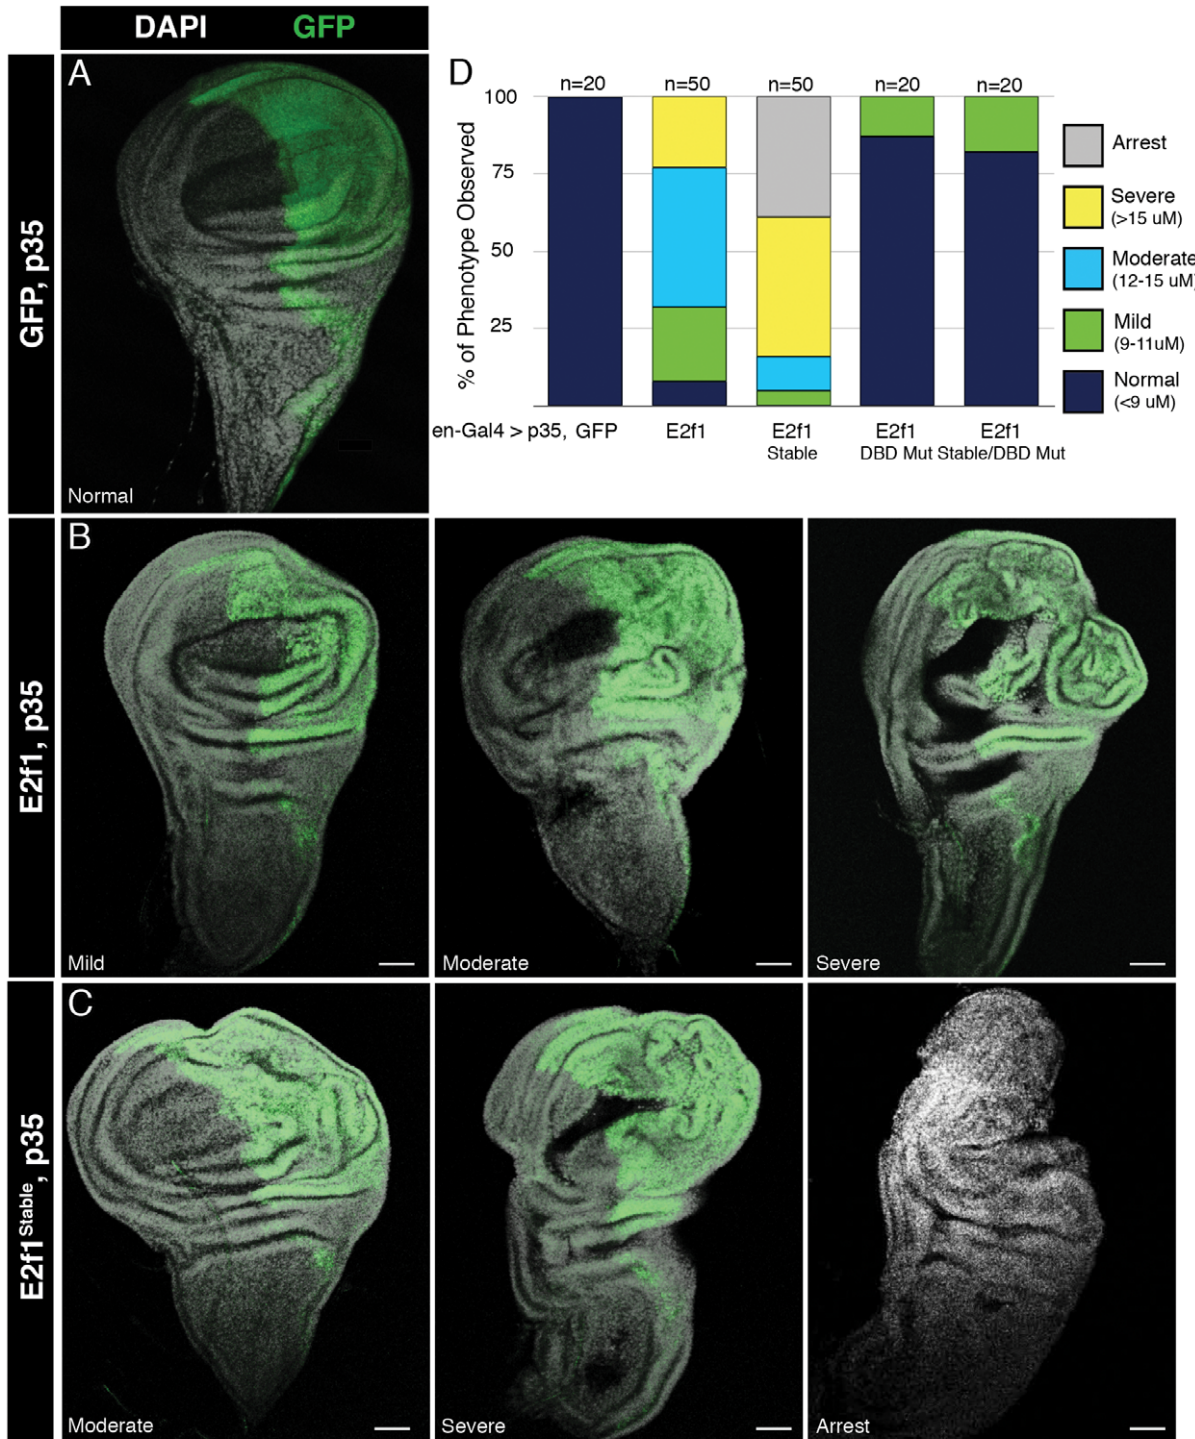 DAPI GFP
GFP, p35
A
Normal
D
n=20 n=50 n=50 n=20 n=20
% of Phenotype Observed
100
75
50
25
en-Gal4 > p35, GFP
E2f1
E2f1
Stable
E2f1
DBD Mut
E2f1
Stable/DBD Mut
Arrest
Severe
(>15 uM)
Moderate
(12-15 uM)
Mild
(9-11uM)
Normal
(<9 uM)
E2f1, p35
B
Mild
Moderate
Severe
E2f1Stable, p35
C
Moderate
Severe
Arrest